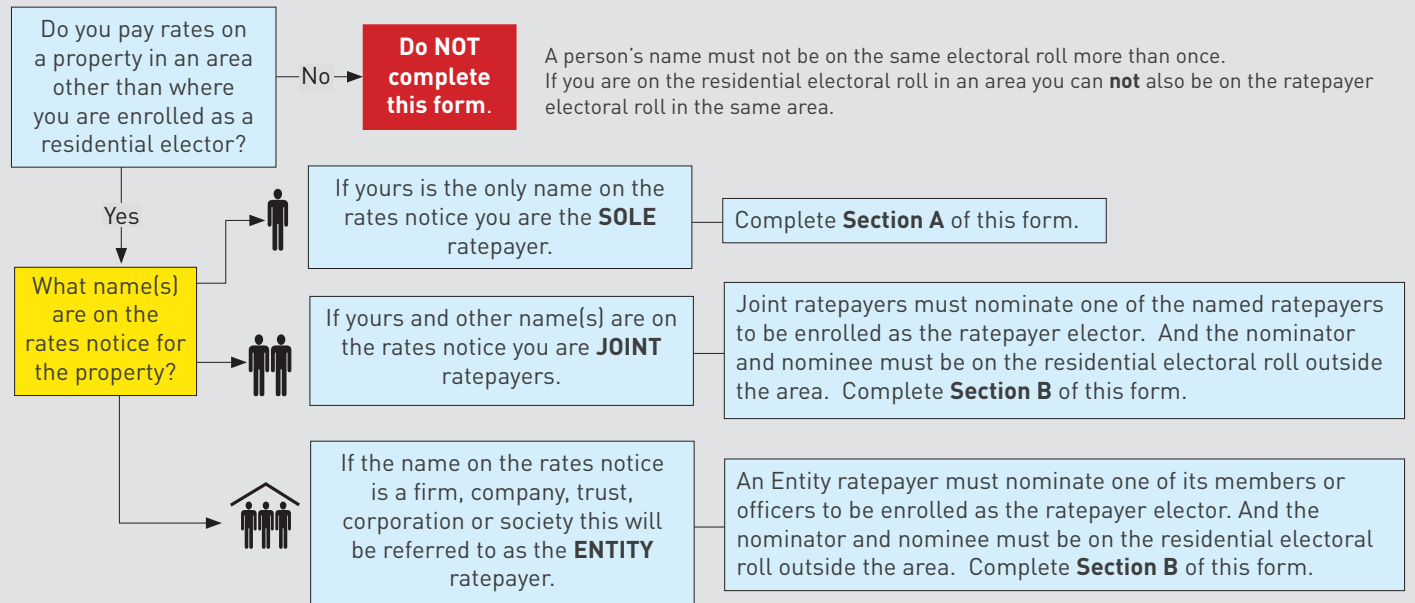 Do you pay rates on
a property in an area
other than where
you are enrolled as a
residential elector?
No
Do NOT
complete
this form.
A person's name must not be on the same electoral roll more than once.
If you are on the residential electoral roll in an area you can not also be on the ratepayer
electoral roll in the same area.
Yes
What name(s)
are on the
rates notice for
the property?
If yours is the only name on the
rates notice you are the SOLE
ratepayer.
Complete Section A of this form.
If yours and other name(s) are on
the rates notice you are JOINT
ratepayers.
Joint ratepayers must nominate one of the named ratepayers
to be enrolled as the ratepayer elector.  And the nominator
and nominee must be on the residential electoral roll outside
the area.  Complete Section B of this form.
If the name on the rates notice
is a firm, company, trust,
corporation or society this will
be referred to as the ENTITY
ratepayer.
An Entity ratepayer must nominate one of its members or
officers to be enrolled as the ratepayer elector. And the
nominator and nominee must be on the residential electoral
roll outside the area.  Complete Section B of this form.